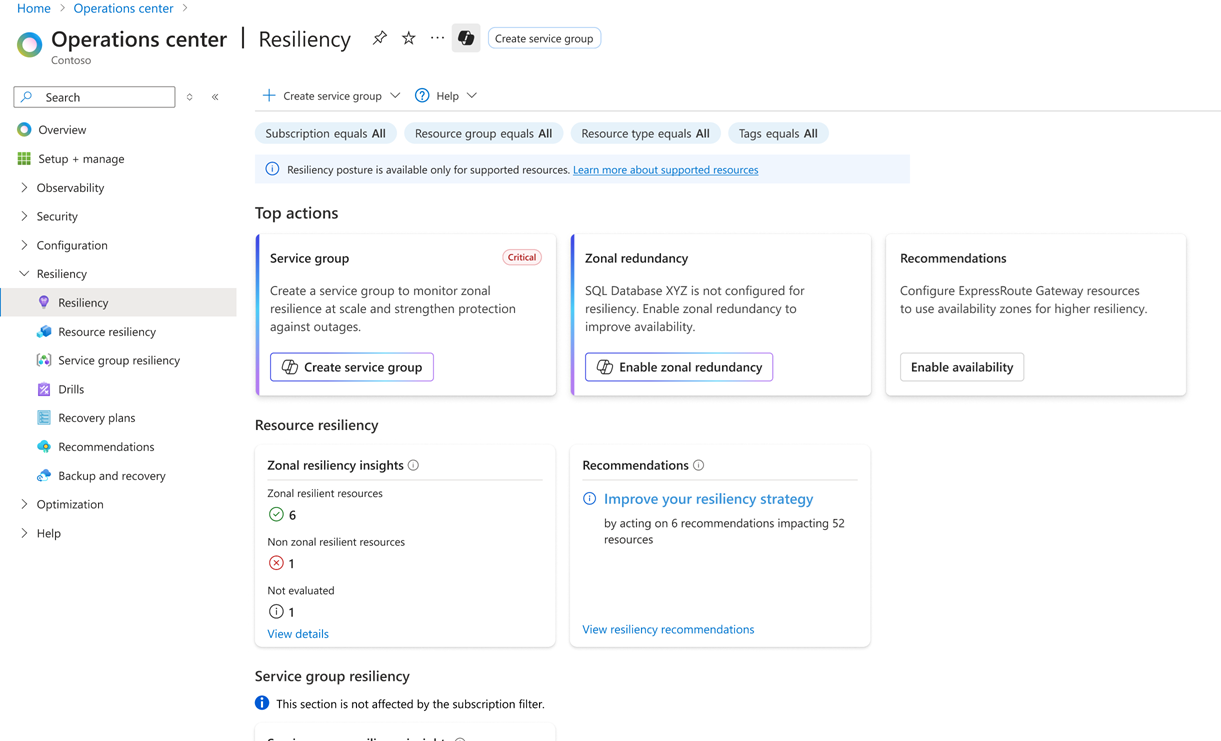 Home > Operations center >
Operations center | Resiliency ··· Create service group
Contoso
Search
Overview
Setup + manage
Observability
Security
Configuration
Resiliency
Resiliency
Resource resiliency
Service group resiliency
Drills
Recovery plans
Recommendations
Backup and recovery
Optimization
Help
Create service group Help
Subscription equals All Resource group equals All Resource type equals All Tags equals All
Resiliency posture is available only for supported resources. Learn more about supported resources
Top actions
Service group Critical
Create a service group to monitor zonal
resilience at scale and strengthen protection
against outages.
Create service group
Zonal redundancy
SQL Database XYZ is not configured for
resiliency. Enable zonal redundancy to
improve availability.
Enable zonal redundancy
Recommendations
Configure ExpressRoute Gateway resources
to use availability zones for higher resiliency.
Enable availability
Resource resiliency
Zonal resiliency insights
Zonal resilient resources
6
Non zonal resilient resources
1
Not evaluated
1
View details
Recommendations
Improve your resiliency strategy
by acting on 6 recommendations impacting 52
resources
View resiliency recommendations
Service group resiliency
This section is not affected by the subscription filter.